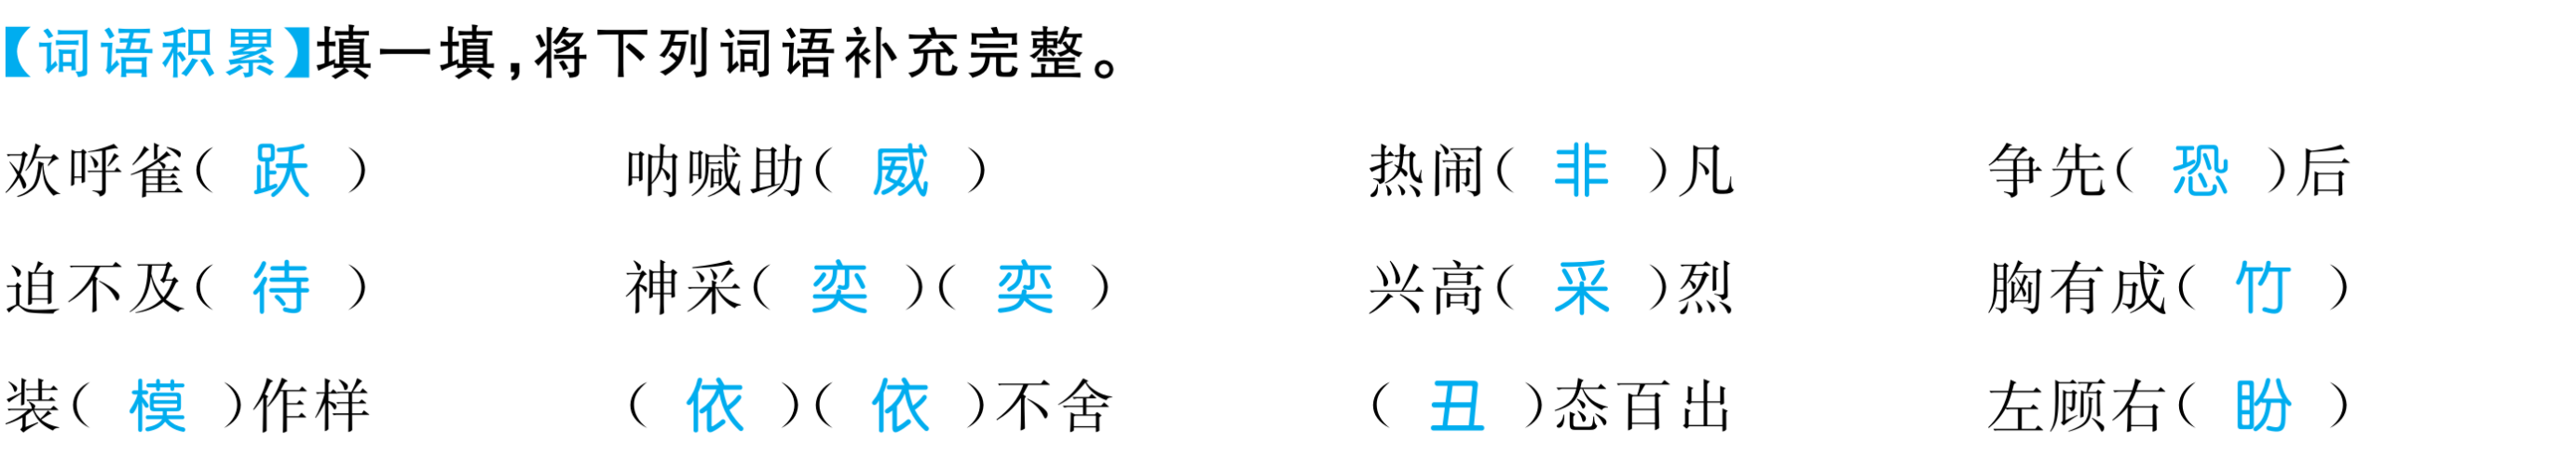 【词语积累】填一填,将下列词语补充完整。
欢呼雀( 跃 ) 呐喊助( 威 ) 热闹( 非 )凡 争先( 恐 )后
迫不及( 待 ) 神采( 奕 )( 奕 ) 兴高( 采 )烈 胸有成( 竹 )
装( 模 )作样 ( 依 )( 依 )不舍 ( 丑 )态百出 左顾右( 盼 )